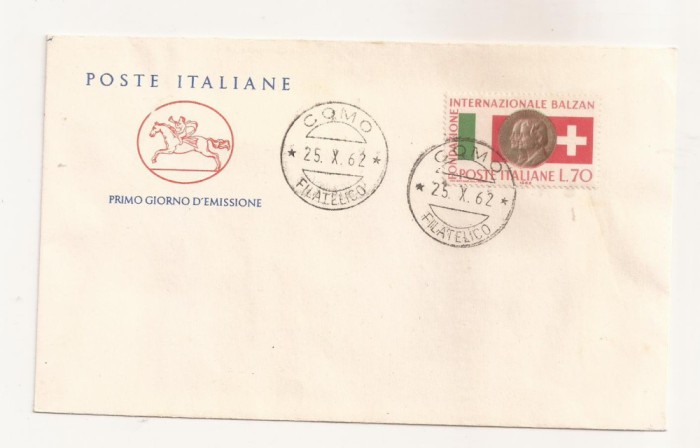 POSTE ITALIANE
PRIMO GIORNO D'EMISSIONE
COMO
* 25. X. 62 *
FILATELICO
COMO
* 25. X. 62 *
FILATELICO
FONDAZIONE
INTERNAZIONALE BALZAN
POSTE ITALIANE L.70